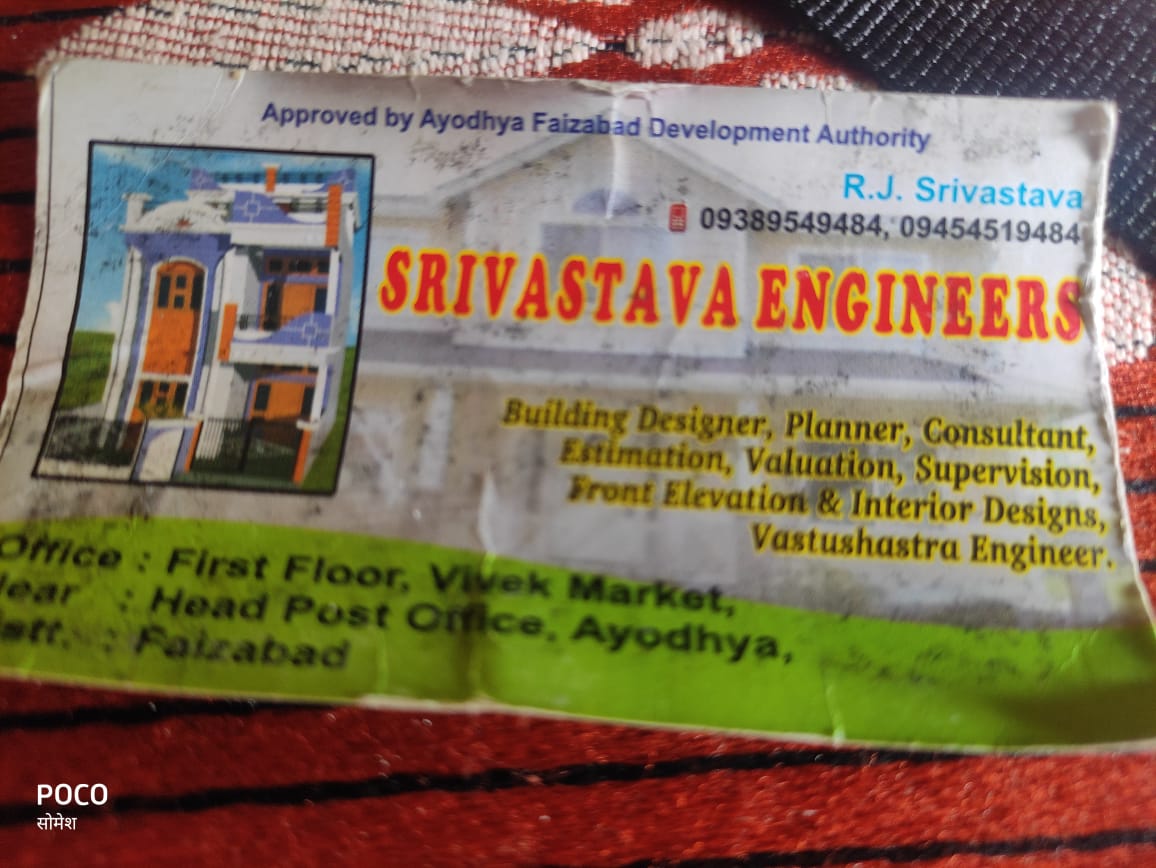 Approved by Ayodhya Faizabad Development Authority
R.J. Srivastava
09389549484, 09454519484
SRIVASTAVA ENGINEERS
Building Designer, Planner, Consultant,
Estimation, Valuation, Supervision,
Front Elevation & Interior Designs,
Vastushastra Engineer.
Office : First Floor, Vivek Market,
: Head Post Office, Ayodhya,
: Faizabad
POCO
सोमेश